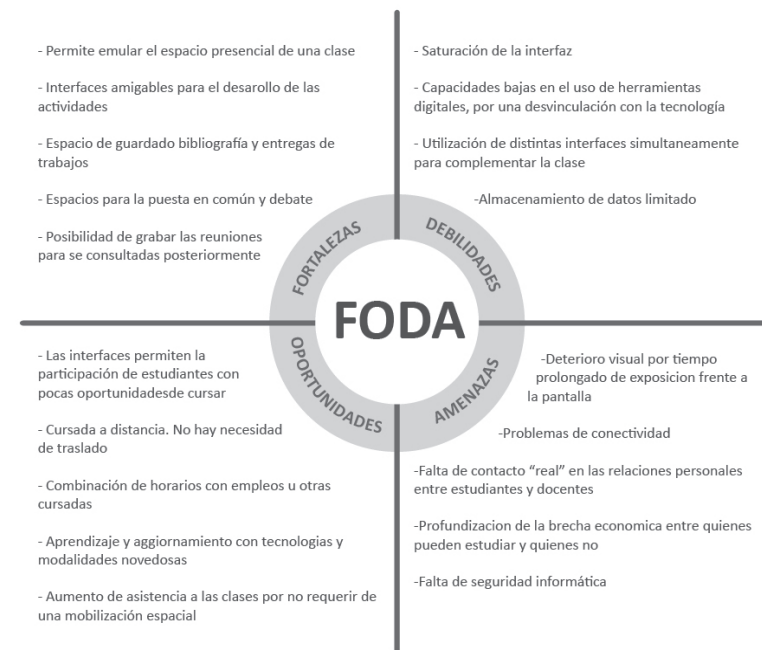 - Permite emular el espacio presencial de una clase
- Interfaces amigables para el desarollo de las
actividades
- Espacio de guardado bibliografía y entregas de
trabajos
- Espacios para la puesta en común y debate
- Posibilidad de grabar las reuniones
para se consultadas posteriormente
FORTALEZAS
- Saturación de la interfaz
- Capacidades bajas en el uso de herramientas
digitales, por una desvinculación con la tecnología
- Utilización de distintas interfaces simultaneamente
para complementar la clase
-Almacenamiento de datos limitado
DEBILIDADES
FODA
- Las interfaces permiten la
participación de estudiantes con
pocas oportunidadesde cursar
- Cursada a distancia. No hay necesidad
de traslado
- Combinación de horarios con empleos u otras
cursadas
- Aprendizaje y aggiornamento con tecnologias y
modalidades novedosas
- Aumento de asistencia a las clases por no requerir de
una mobilización espacial
OPORTUNIDADES
-Deterioro visual por tiempo
prolongado de exposicion frente a
la pantalla
-Problemas de conectividad
-Falta de contacto “real” en las relaciones personales
entre estudiantes y docentes
-Profundizacion de la brecha economica entre quienes
pueden estudiar y quienes no
-Falta de seguridad informática
AMENAZAS